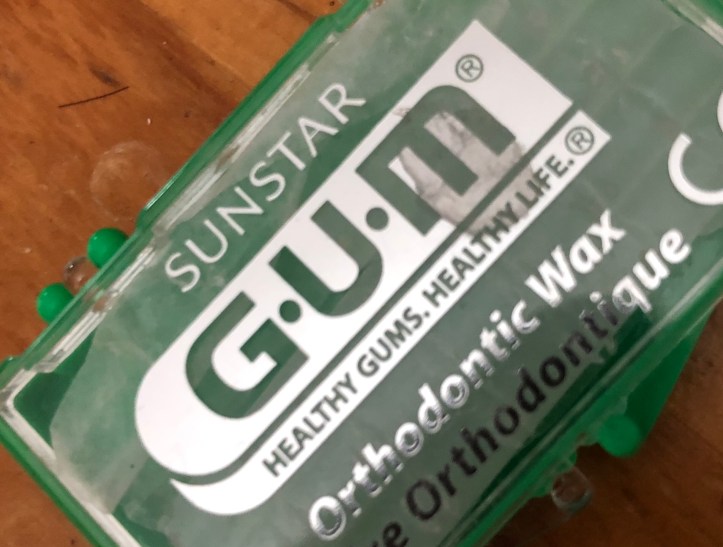 SUNSTAR
G·U·M®
HEALTHY GUMS. HEALTHY LIFE.®
Orthodontic Wax
Orthodontique